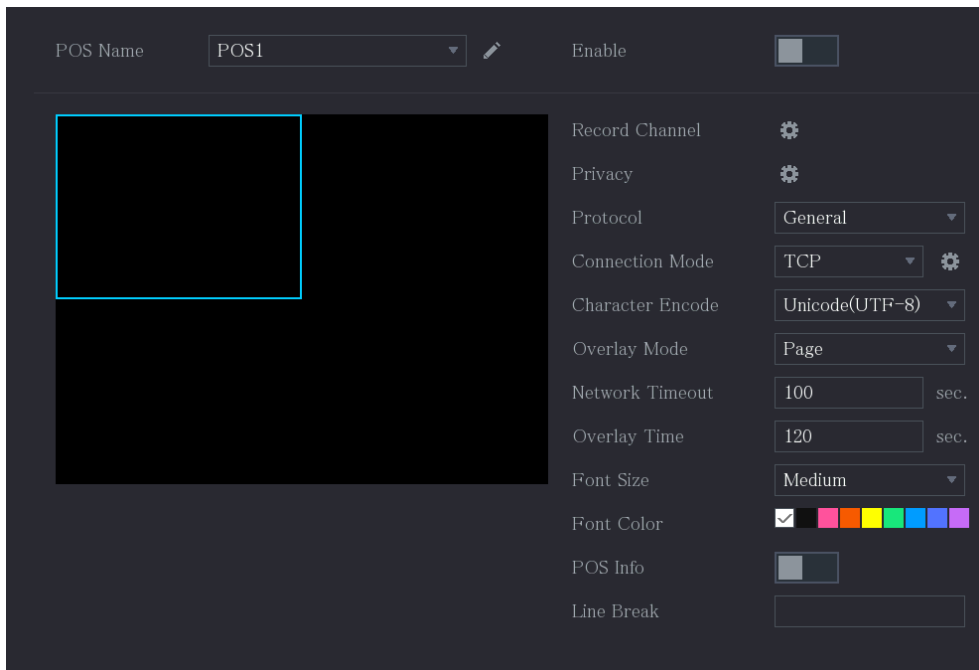 POS Name POS1 Enable
Record Channel
Privacy
Protocol General
Connection Mode TCP
Character Encode Unicode(UTF-8)
Overlay Mode Page
Network Timeout 100 sec.
Overlay Time 120 sec.
Font Size Medium
Font Color
POS Info
Line Break